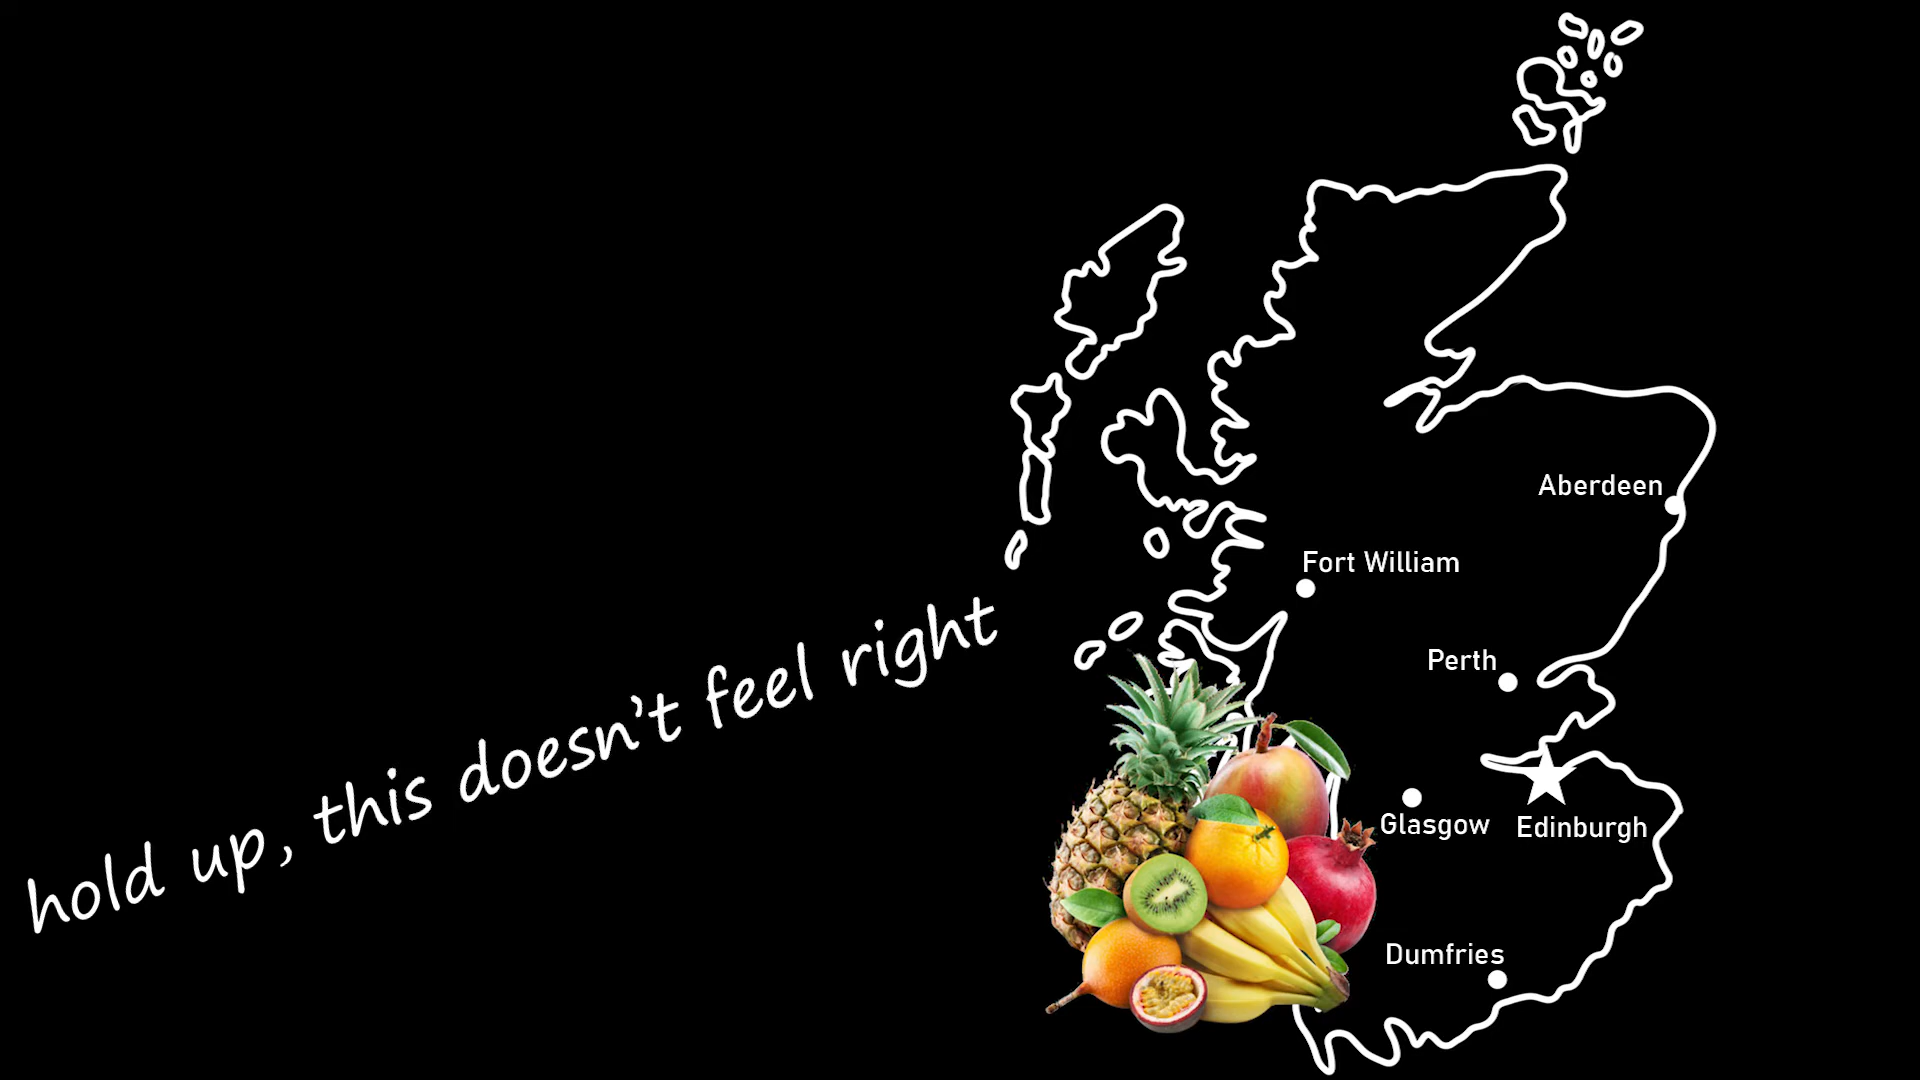 Aberdeen
Fort William
hold up, this doesn't feel right
Perth
Glasgow
Edinburgh
Dumfries